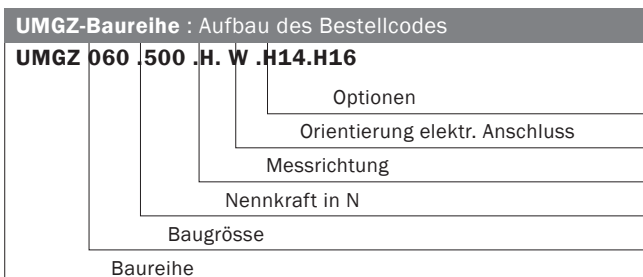 UMGZ-Baureihe : Aufbau des Bestellcodes
UMGZ 060 .500 .H. W .H14.H16
Optionen
Orientierung elektr. Anschluss
Messrichtung
Nennkraft in N
Baugrösse
Baureihe